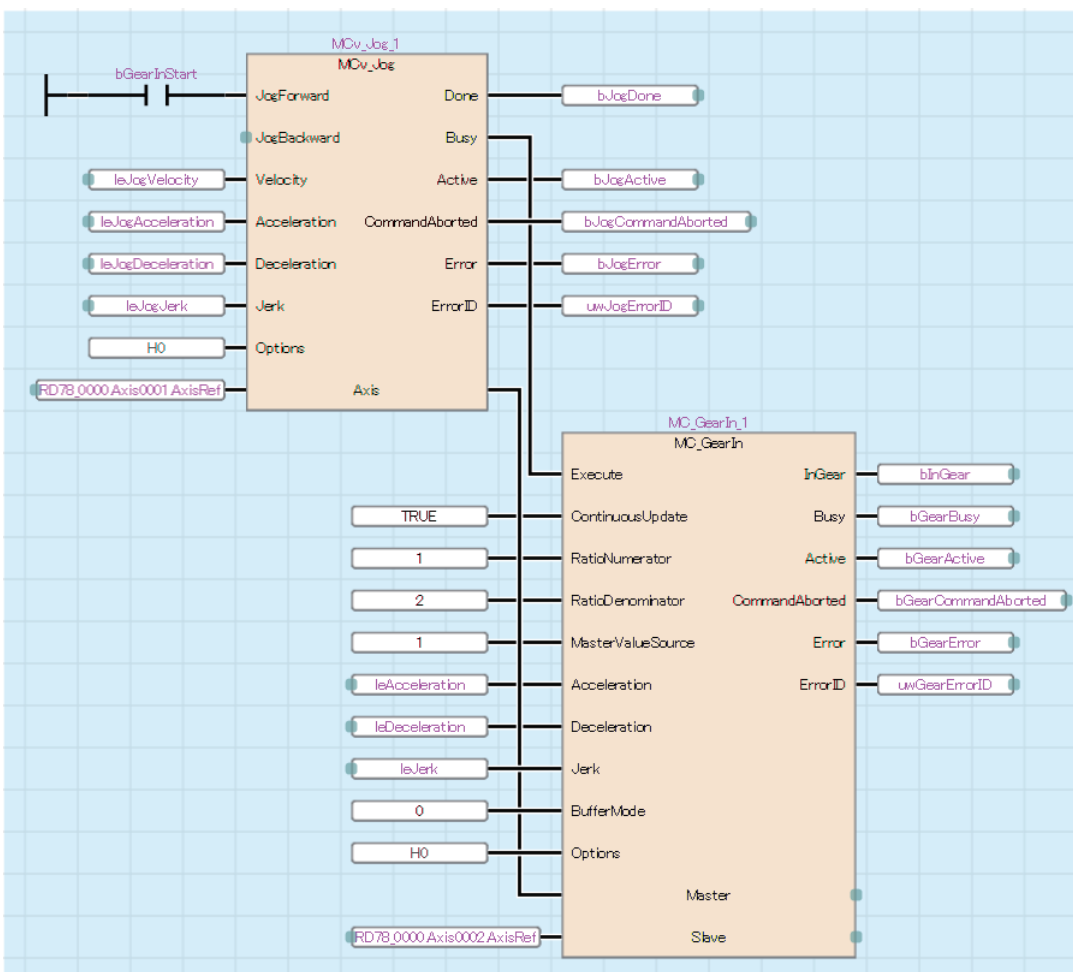 MCv_Jog_1
MCv_Jog
bGearInStart
JogForward Done bJogDone
JogBackward Busy
leJogVelocity Velocity Active bJogActive
leJogAcceleration Acceleration CommandAborted bJogCommandAborted
leJogDeceleration Deceleration Error bJogError
leJogJerk Jerk ErrorID uwJogErrorID
H0 Options
RD78_0000.Axis0001.AxisRef Axis
MC_GearIn_1
MC_GearIn
Execute InGear bInGear
TRUE ContinuousUpdate Busy bGearBusy
1 RatioNumerator Active bGearActive
2 RatioDenominator CommandAborted bGearCommandAborted
1 MasterValueSource Error bGearError
leAcceleration Acceleration ErrorID uwGearErrorID
leDeceleration Deceleration
leJerk Jerk
0 BufferMode
H0 Options
Master
RD78_0000.Axis0002.AxisRef Slave